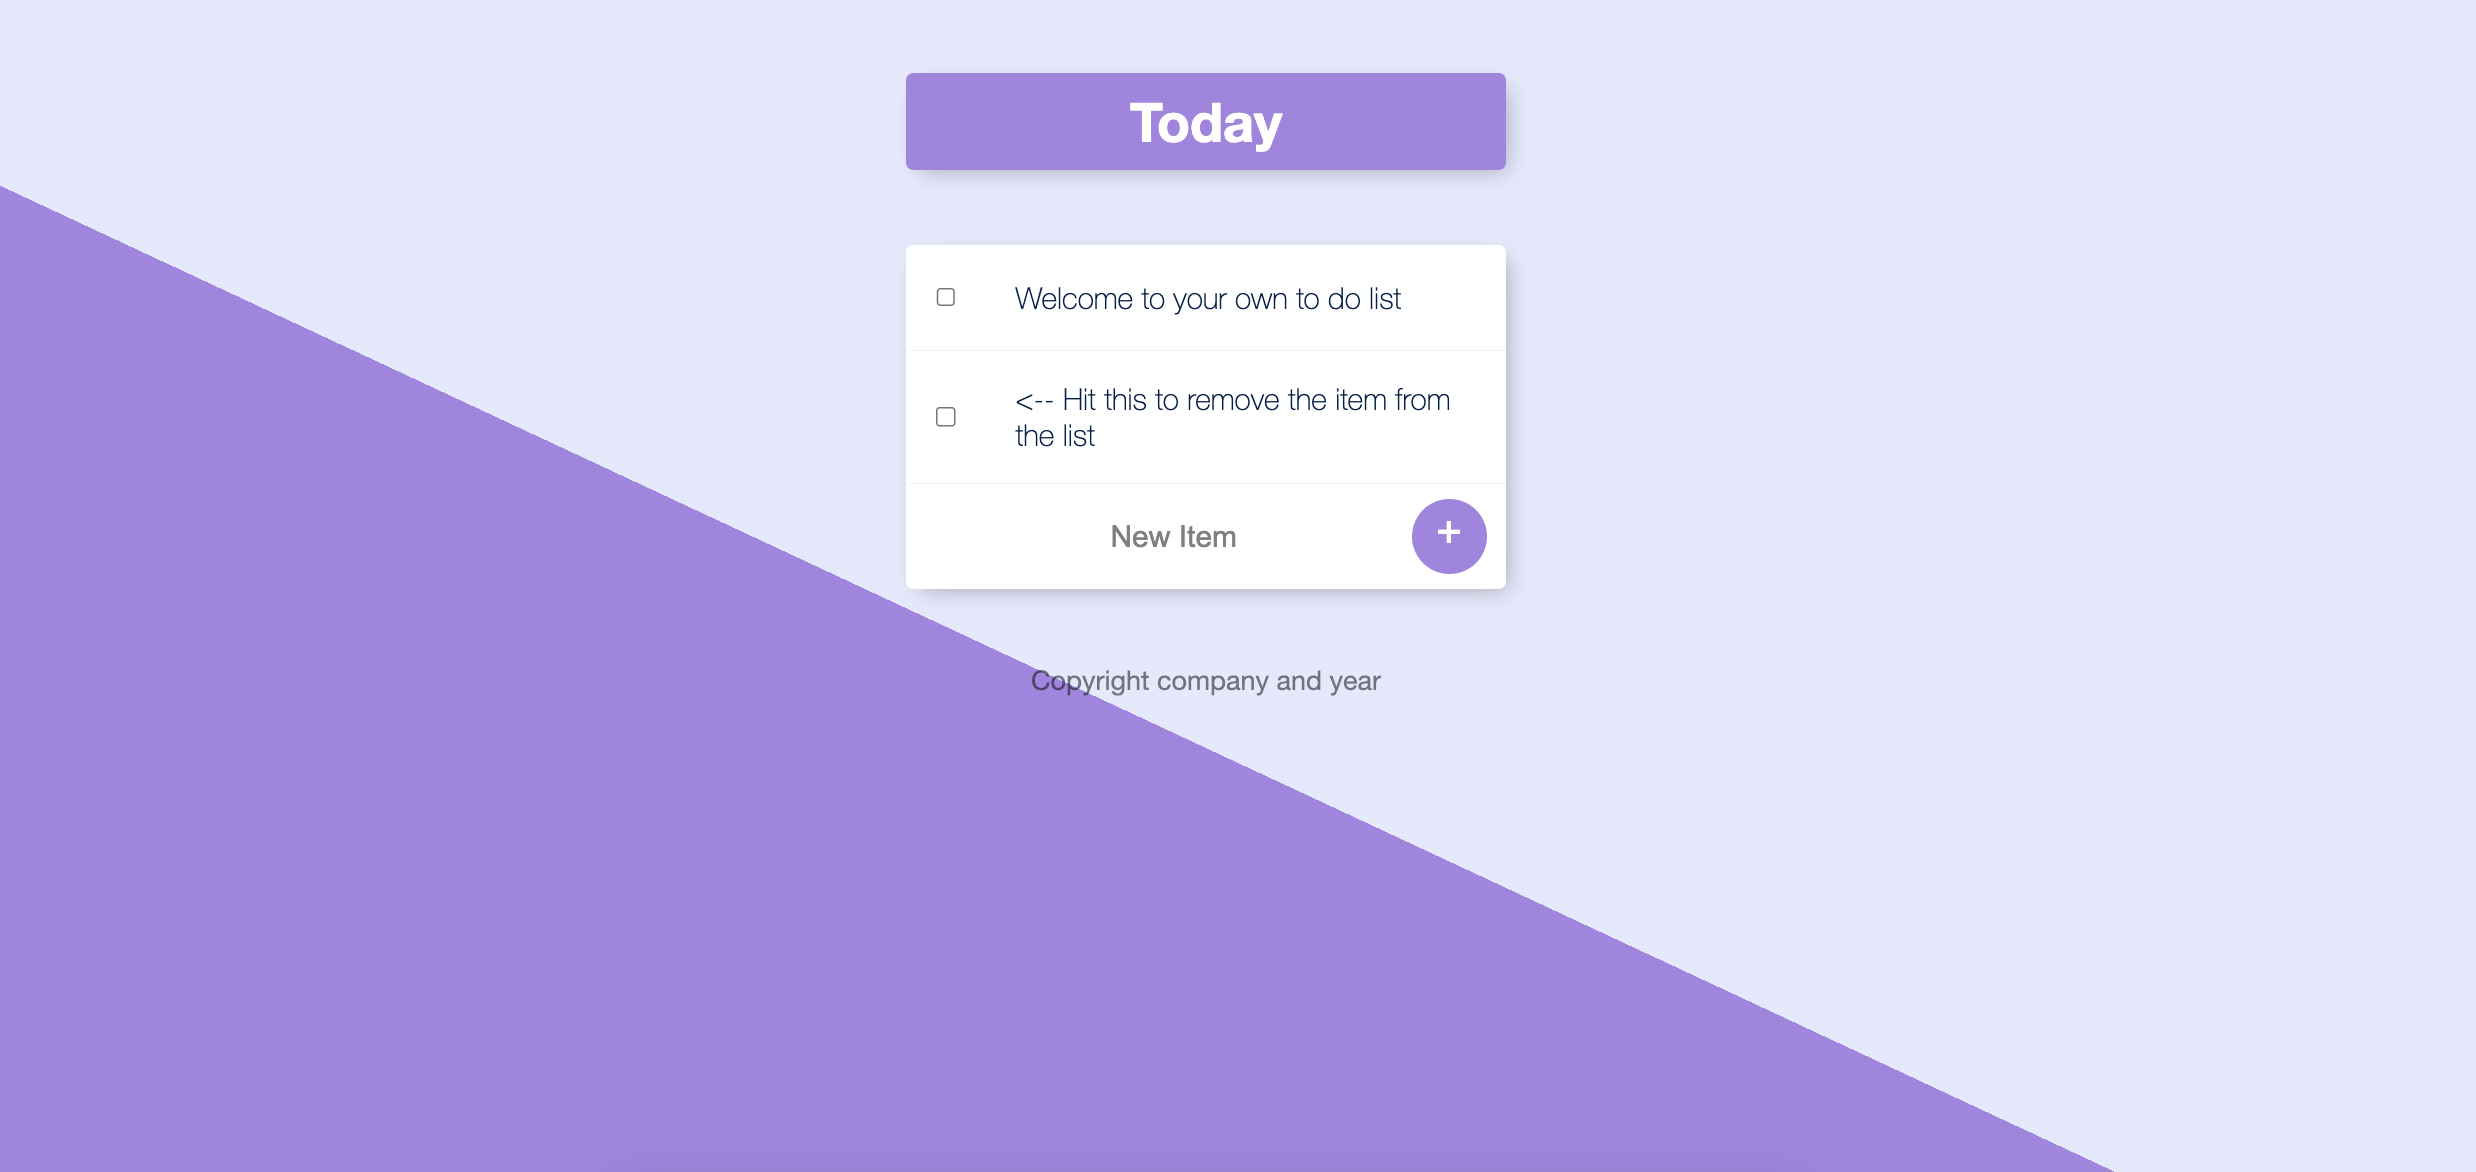 Today
Welcome to your own to do list
<-- Hit this to remove the item from
the list
New Item
+
Copyright company and year